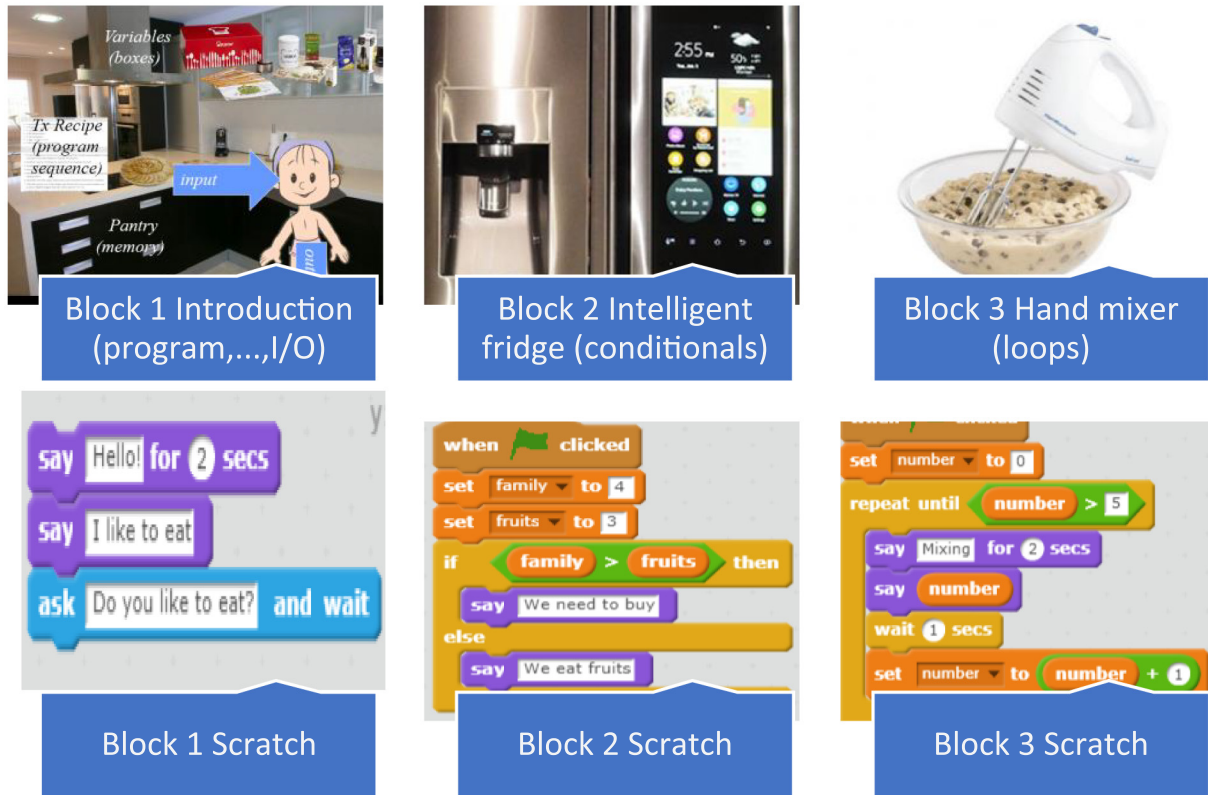 Variables
(boxes)
Tx Recipe
(program
sequence)
input
Pantry
(memory)
Block 1 Introduction
(program,...,I/O)
2:55 PM
50°
Block 2 Intelligent
fridge (conditionals)
Block 3 Hand mixer
(loops)
y
say Hello! for 2 secs
say I like to eat
ask Do you like to eat? and wait
Block 1 Scratch
when clicked
set family to 4
set fruits to 3
if family > fruits then
say We need to buy
else
say We eat fruits
Block 2 Scratch
set number to 0
repeat until number > 5
say Mixing for 2 secs
say number
wait 1 secs
set number to number + 1
Block 3 Scratch